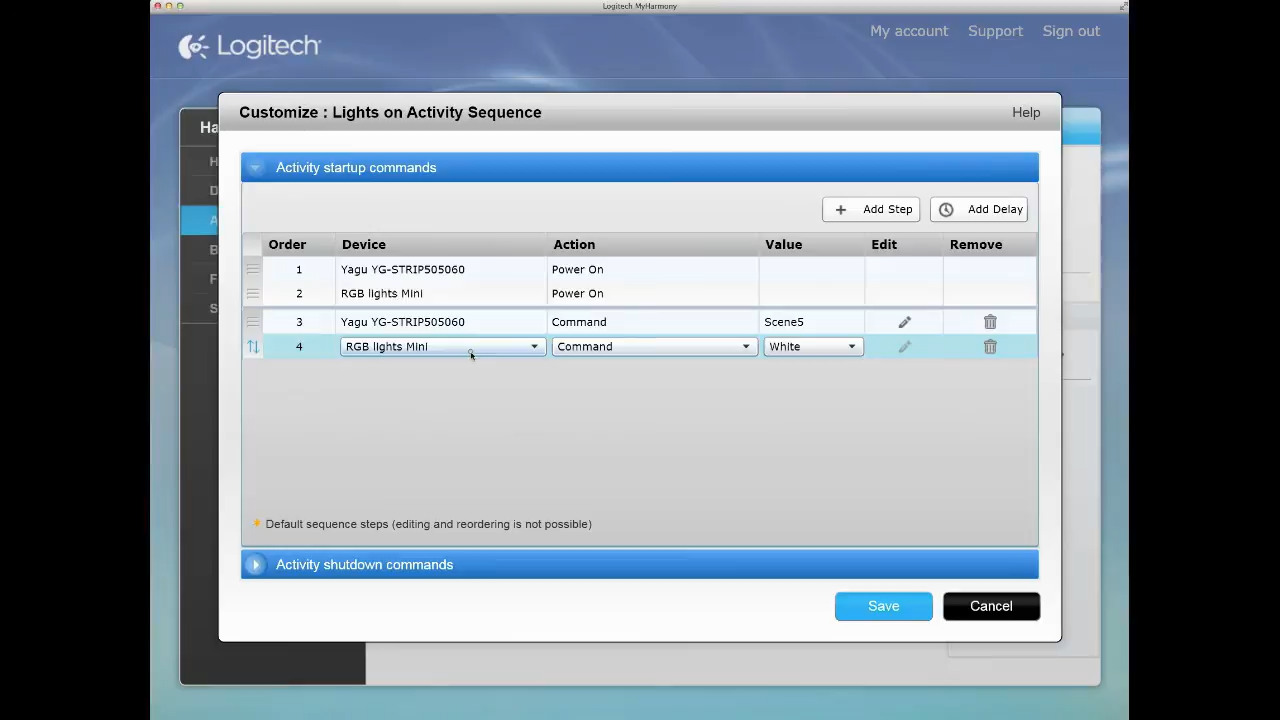 Logitech MyHarmony
My account Support Sign out
Logitech
Customize : Lights on Activity Sequence Help
Ha
Activity startup commands
H
D
A
B
F
S
Add Step Add Delay
Order Device Action Value Edit Remove
1 Yagu YG-STRIP505060 Power On
2 RGB lights Mini Power On
3 Yagu YG-STRIP505060 Command Scene5
4 RGB lights Mini Command White
Default sequence steps (editing and reordering is not possible)
Activity shutdown commands
Save Cancel